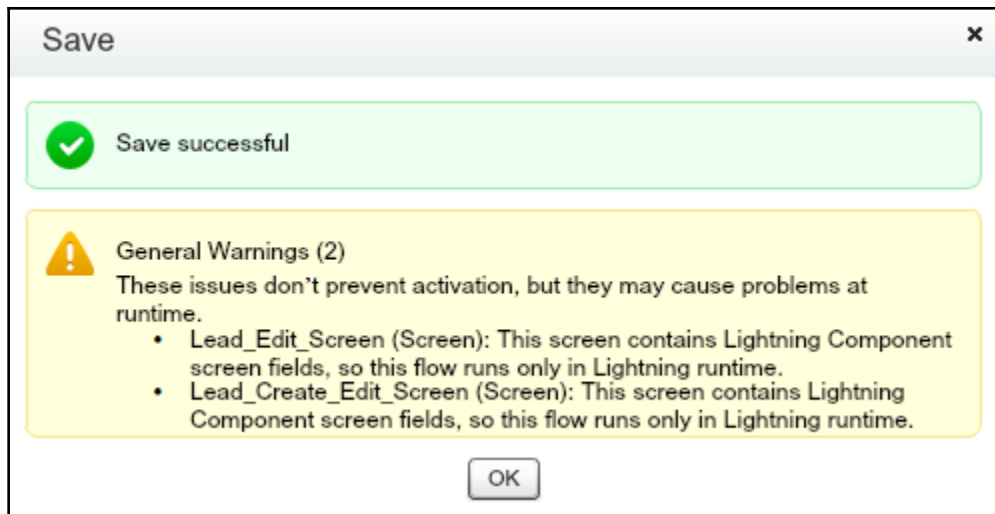 Save
Save successful
General Warnings (2)
These issues don't prevent activation, but they may cause problems at
runtime.
• Lead_Edit_Screen (Screen): This screen contains Lightning Component
screen fields, so this flow runs only in Lightning runtime.
• Lead_Create_Edit_Screen (Screen): This screen contains Lightning
Component screen fields, so this flow runs only in Lightning runtime.
OK